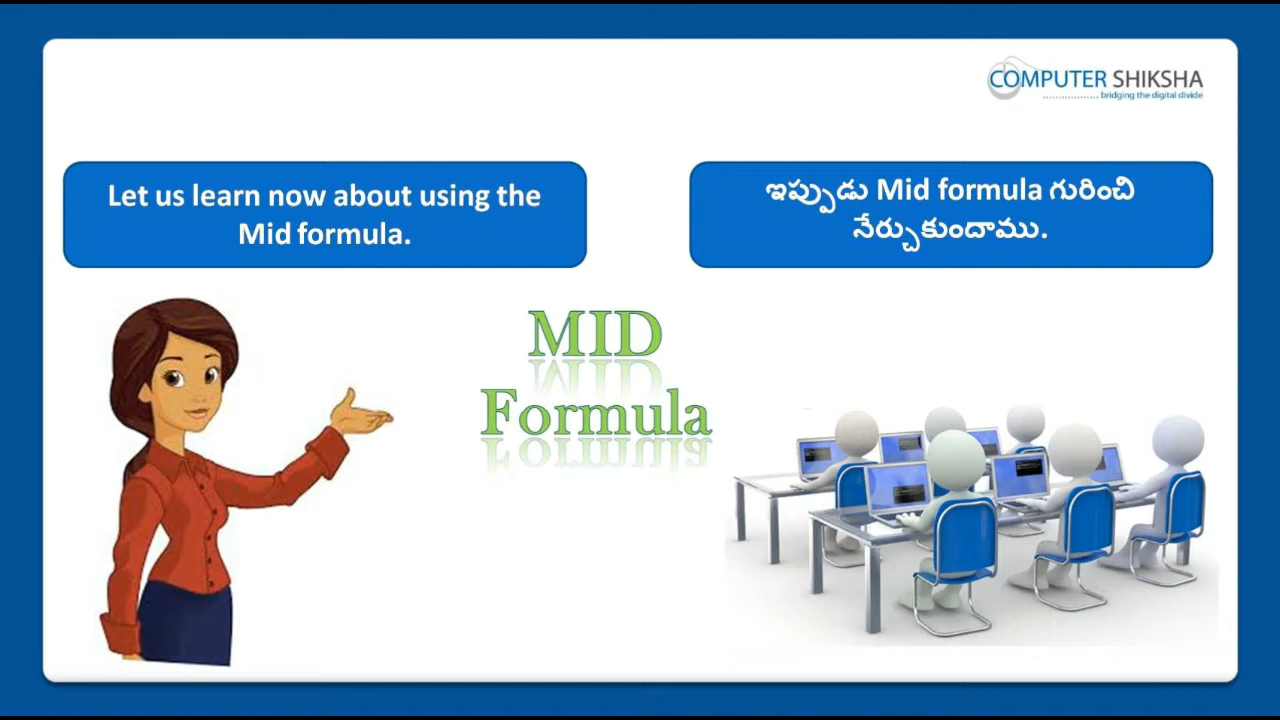 COMPUTER SHIKSHA
bridging the digital divide
Let us learn now about using the
Mid formula.
ఇప్పుడు Mid formula గురించి
నేర్చుకుందాము.
MID
Formula